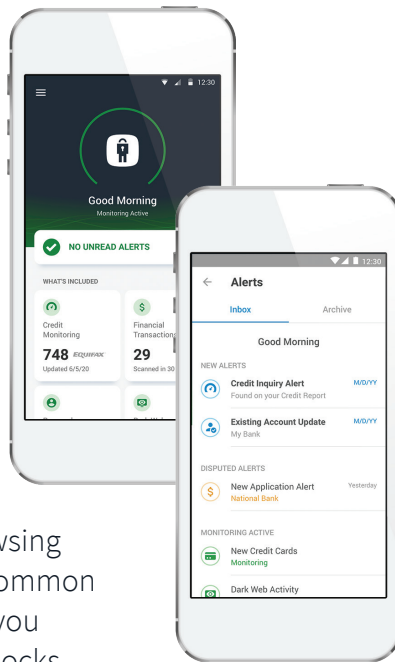 12:30
Good Morning
Monitoring Active
NO UNREAD ALERTS
WHAT'S INCLUDED
Credit
Monitoring
748 EQUIFAX
Updated 6/5/20
$
Financial
Transactions
29
Scanned in 30
12:30
Alerts
Inbox
Archive
Good Morning
NEW ALERTS
Credit Inquiry Alert
M/D/YY
Found on your Credit Report
Existing Account Update
M/D/YY
My Bank
DISPUTED ALERTS
$
New Application Alert
Yesterday
National Bank
MONITORING ACTIVE
New Credit Cards
Monitoring
Dark Web Activity
wsing
ommon
you
ocks